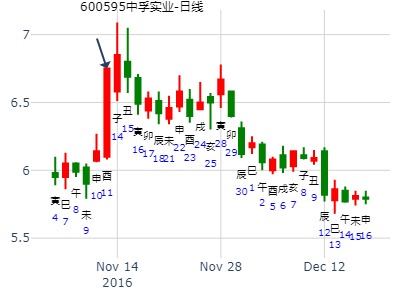 600595中孚实业-日线
7
6.5
6
5.5
寅 4
巳 7
午 8
未 9
申 10
酉 11
子 14
丑 15
寅 16
卯 17
辰 18
未 21
申 22
酉 23
戌 24
亥 25
寅 28
卯 29
辰 30
巳 1
午 2
酉 5
戌 6
亥 7
子 8
丑 9
辰 12
巳 13
午 14
未 15
申 16
Nov 14
2016
Nov 28
Dec 12